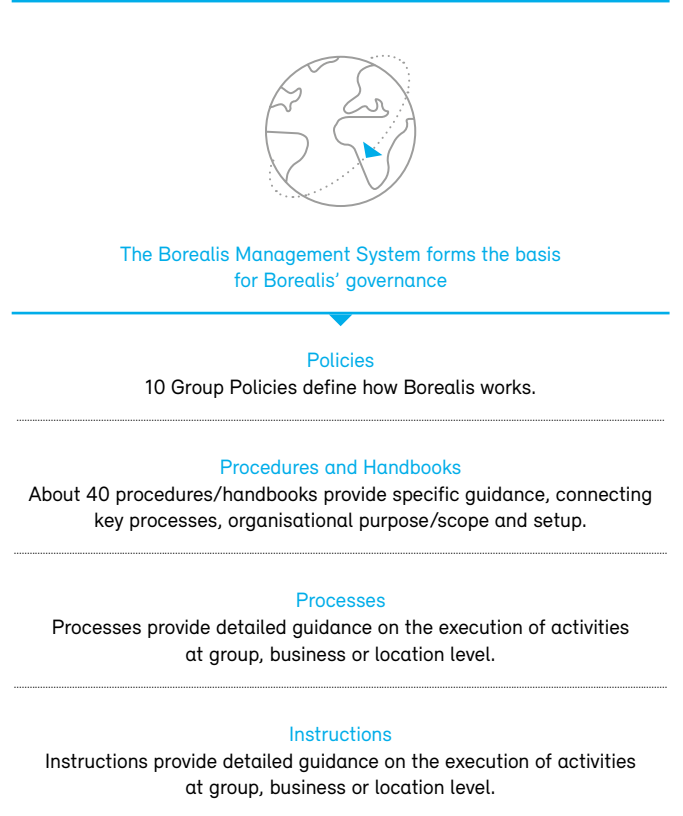 The Borealis Management System forms the basis
for Borealis’ governance
Policies
10 Group Policies define how Borealis works.
Procedures and Handbooks
About 40 procedures/handbooks provide specific guidance, connecting
key processes, organisational purpose/scope and setup.
Processes
Processes provide detailed guidance on the execution of activities
at group, business or location level.
Instructions
Instructions provide detailed guidance on the execution of activities
at group, business or location level.